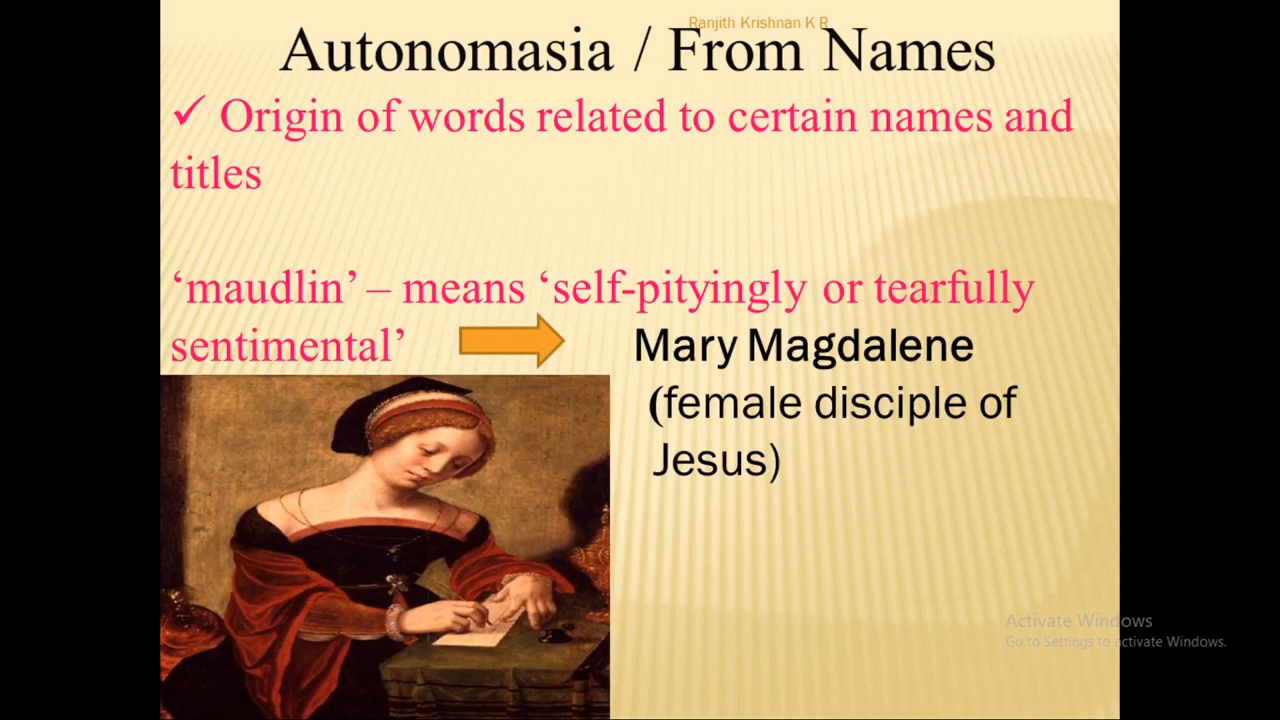 Ranjith Krishnan K R
Autonomasia / From Names
✓ Origin of words related to certain names and
titles
‘maudlin’ – means ‘self-pityingly or tearfully
sentimental’
Mary Magdalene
(female disciple of
Jesus)
Activate Windows
Go to Settings to activate Windows.